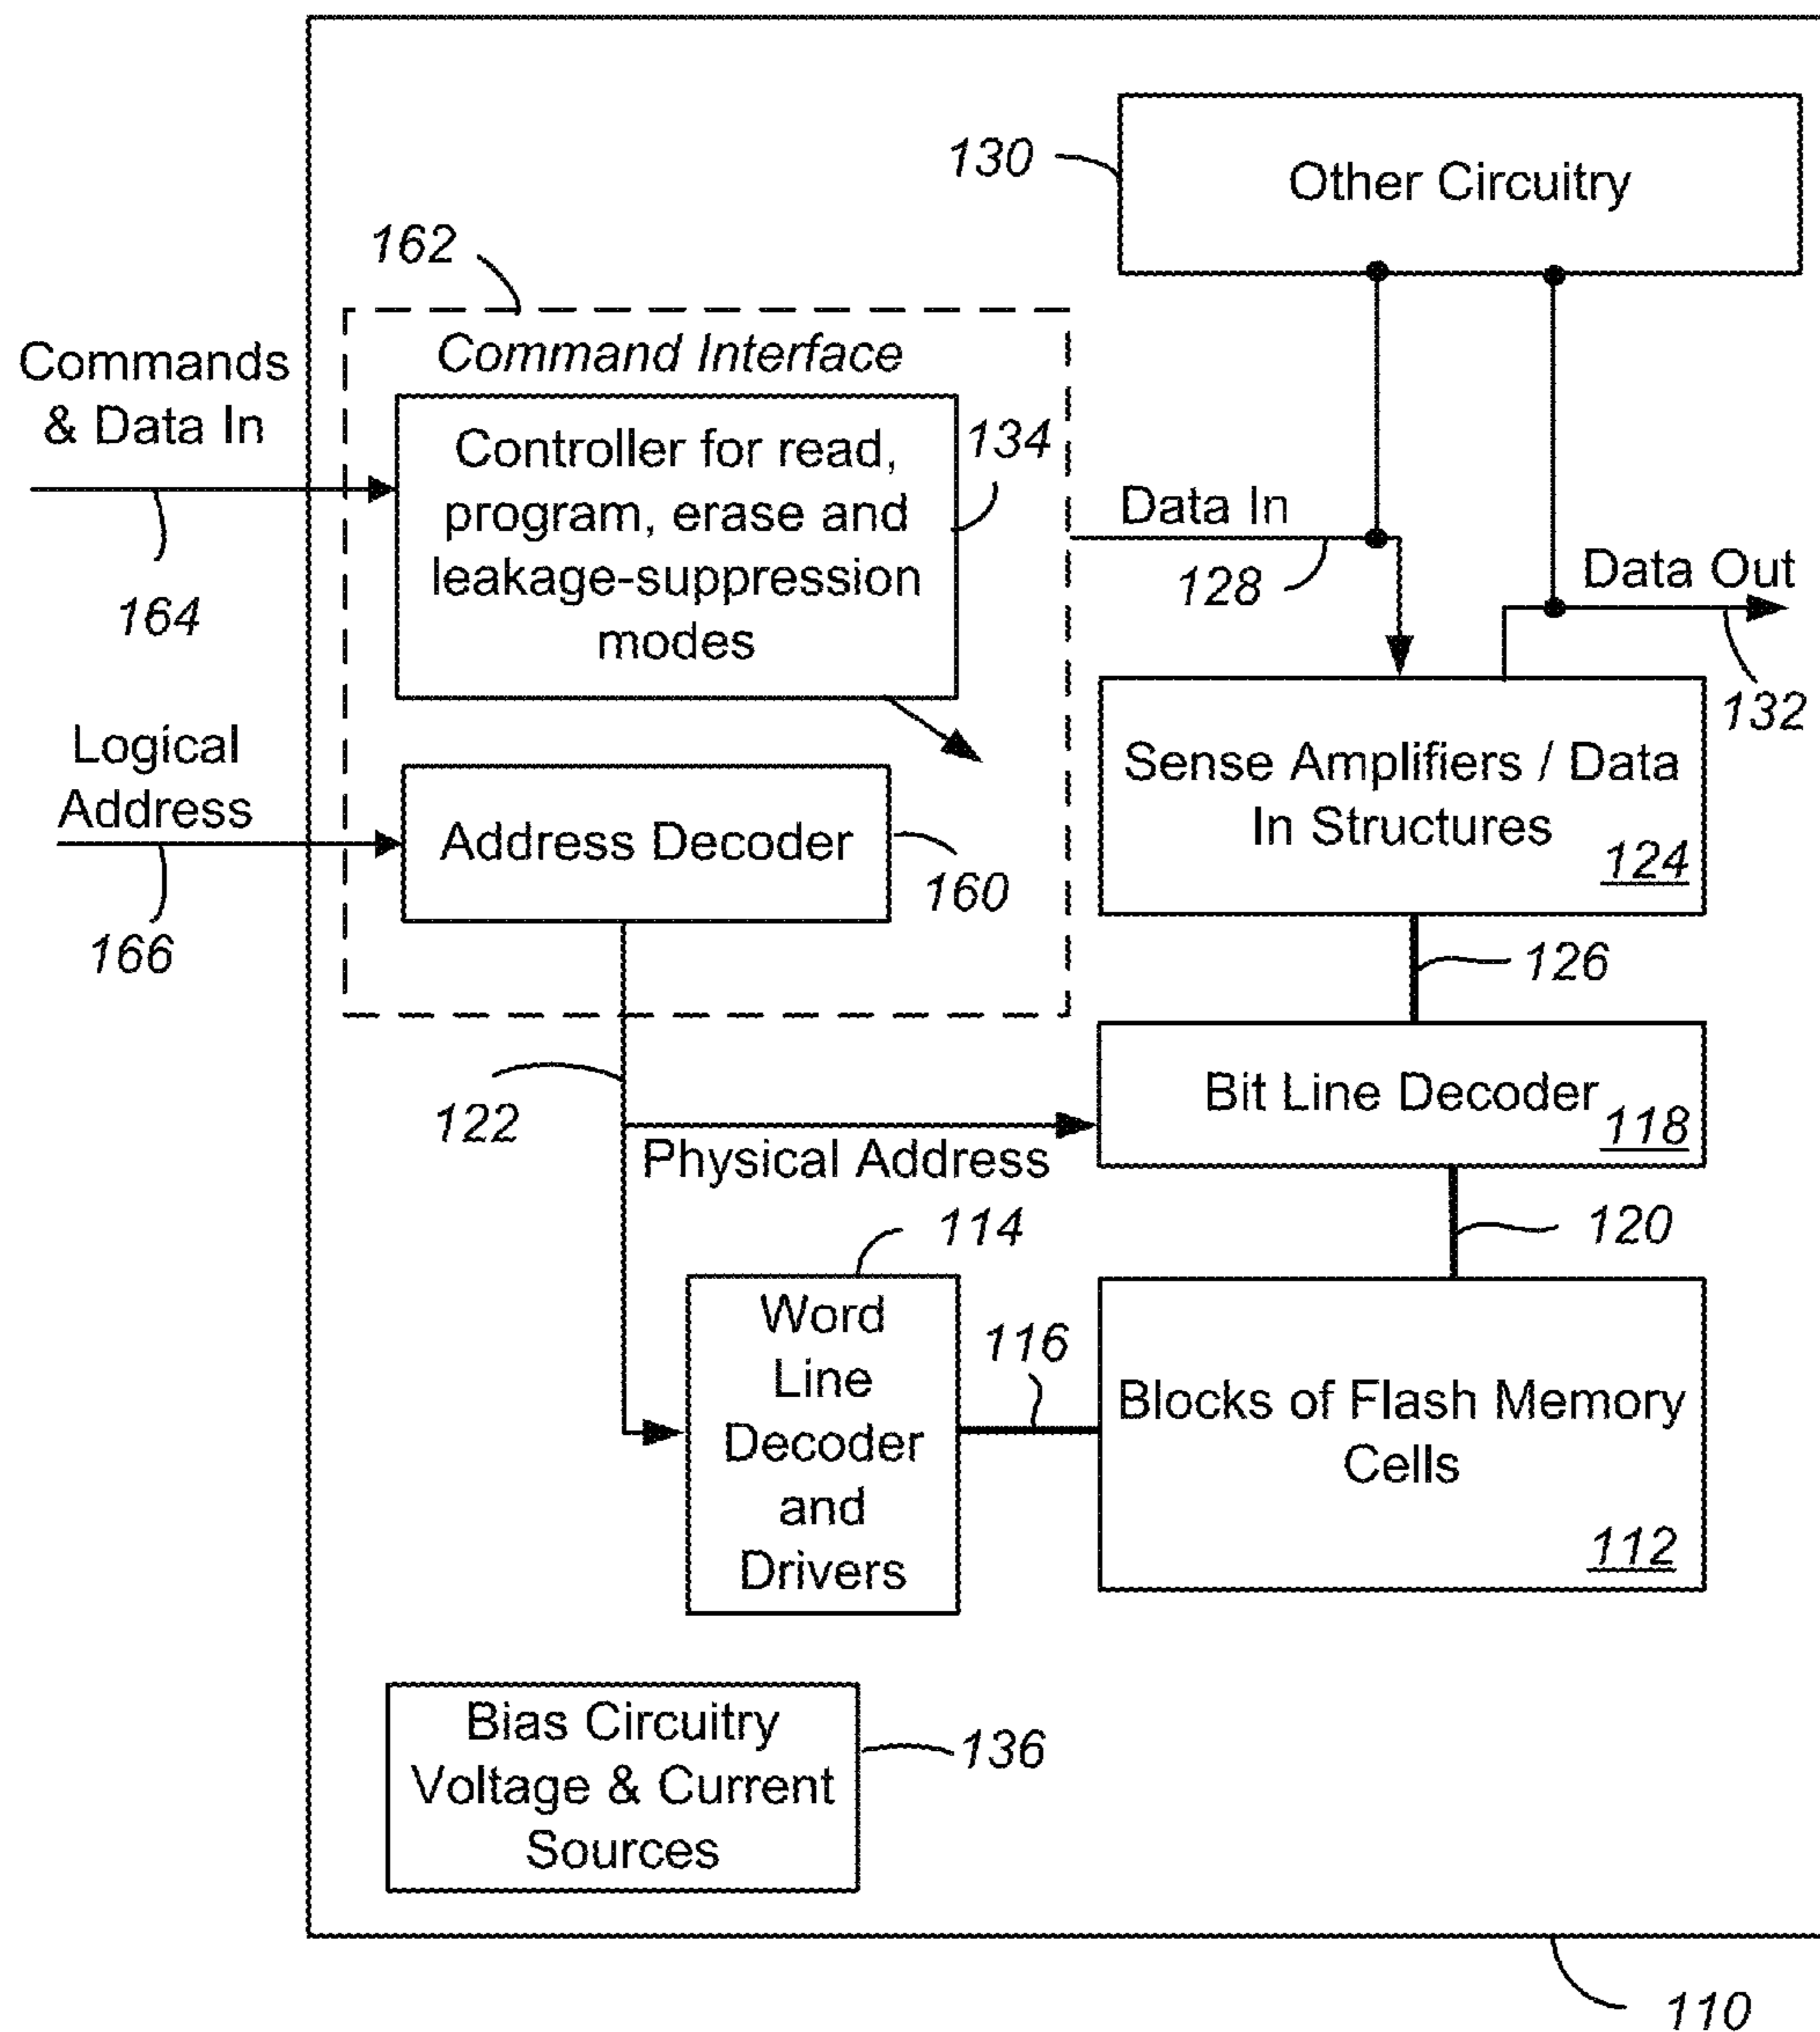 Other Circuitry
130
162
Command Interface
Commands
& Data In
164
Controller for read,
program, erase and
leakage-suppression
modes
134
Data In
128
Data Out
132
Logical
Address
166
Address Decoder
160
Sense Amplifiers / Data
In Structures
124
126
122
Physical Address
Bit Line Decoder
118
120
114
Word
Line
Decoder
and
Drivers
116
Blocks of Flash Memory
Cells
112
Bias Circuitry
Voltage & Current
Sources
136
110